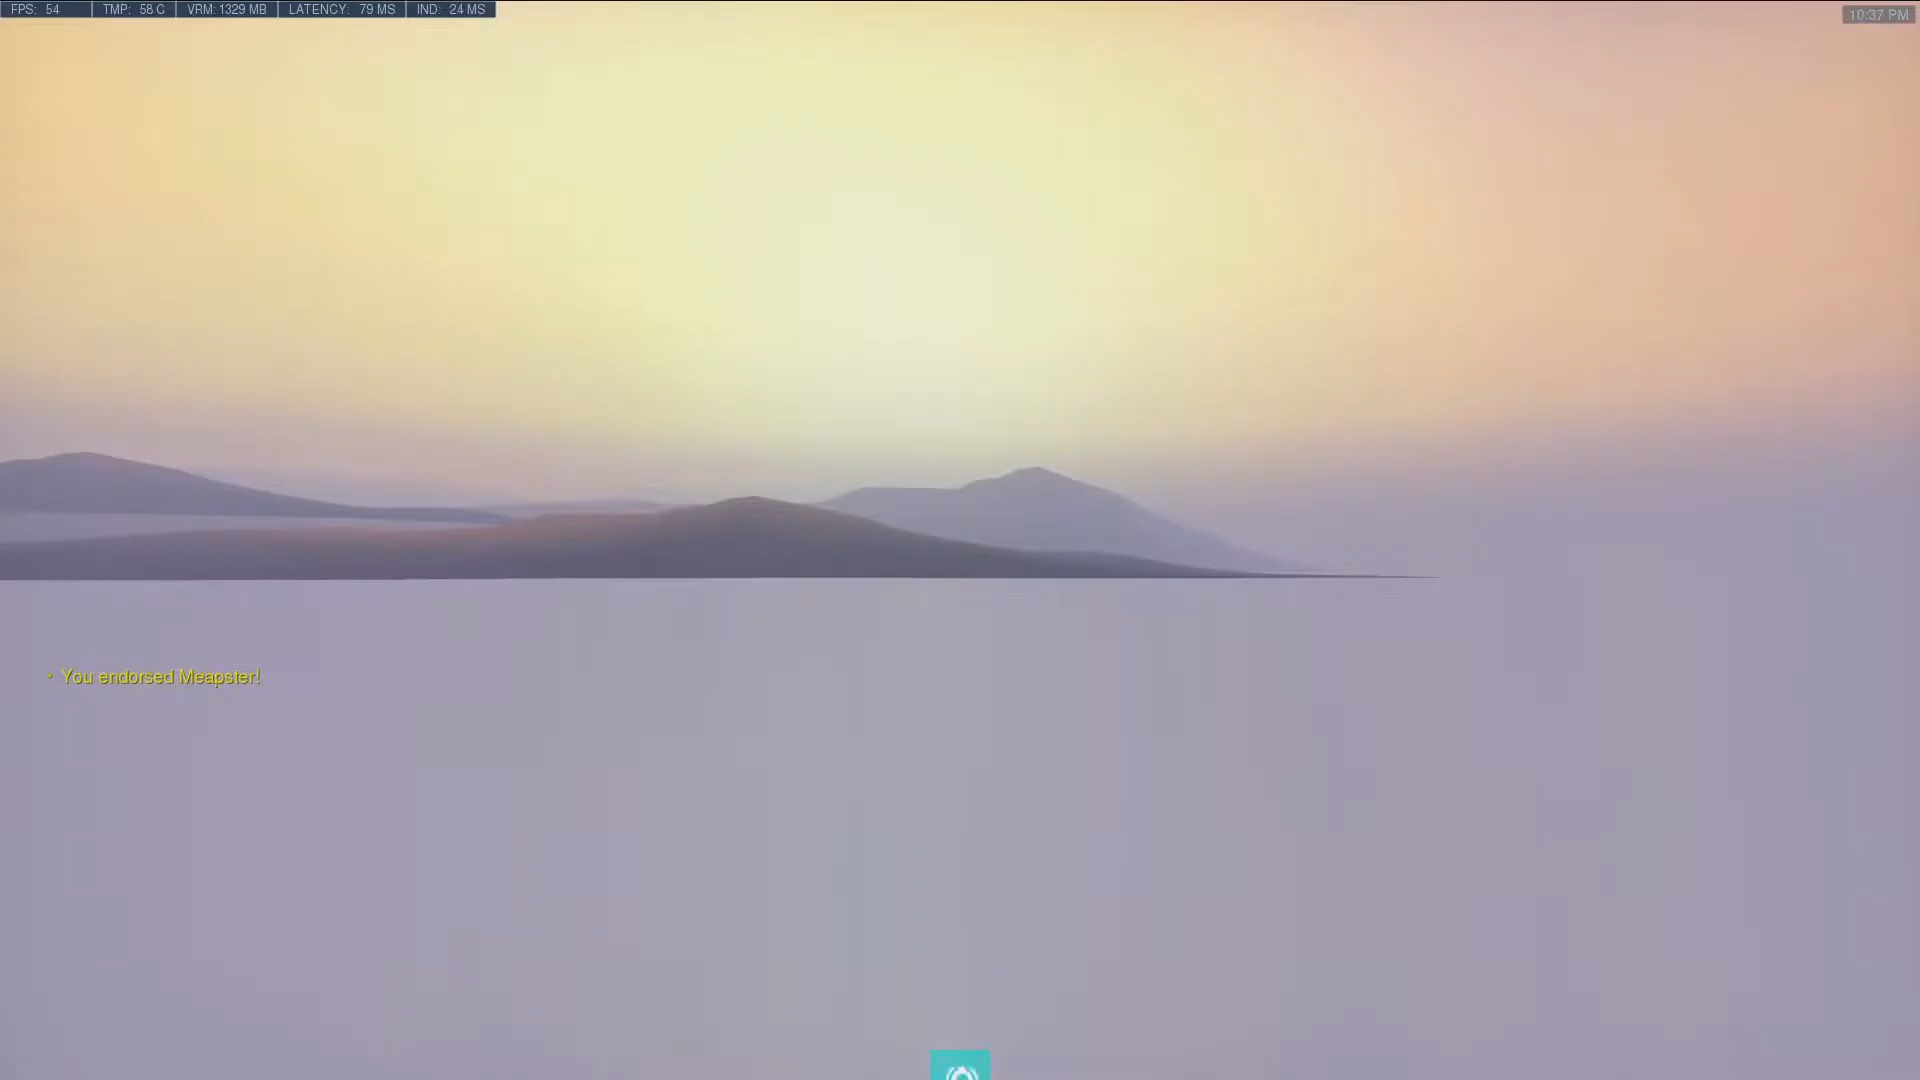 FPS: 54 TMP: 58 C VRM: 1329 MB LATENCY: 79 MS IND: 24 MS
10:37 PM
• You endorsed Meapster!